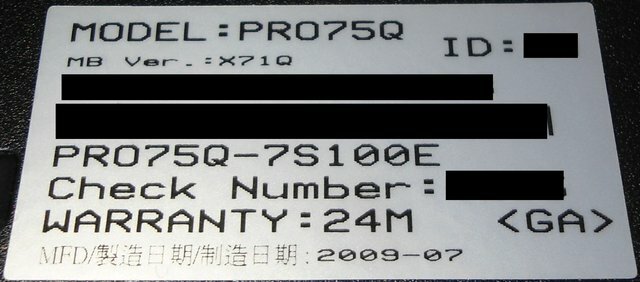 MODEL:PRO75Q
ID:
MB Ver.:X71Q
PRO75Q-7S100E
Check Number:
WARRANTY:24M <GA>
MFD/製造日期/制造日期:2009-07